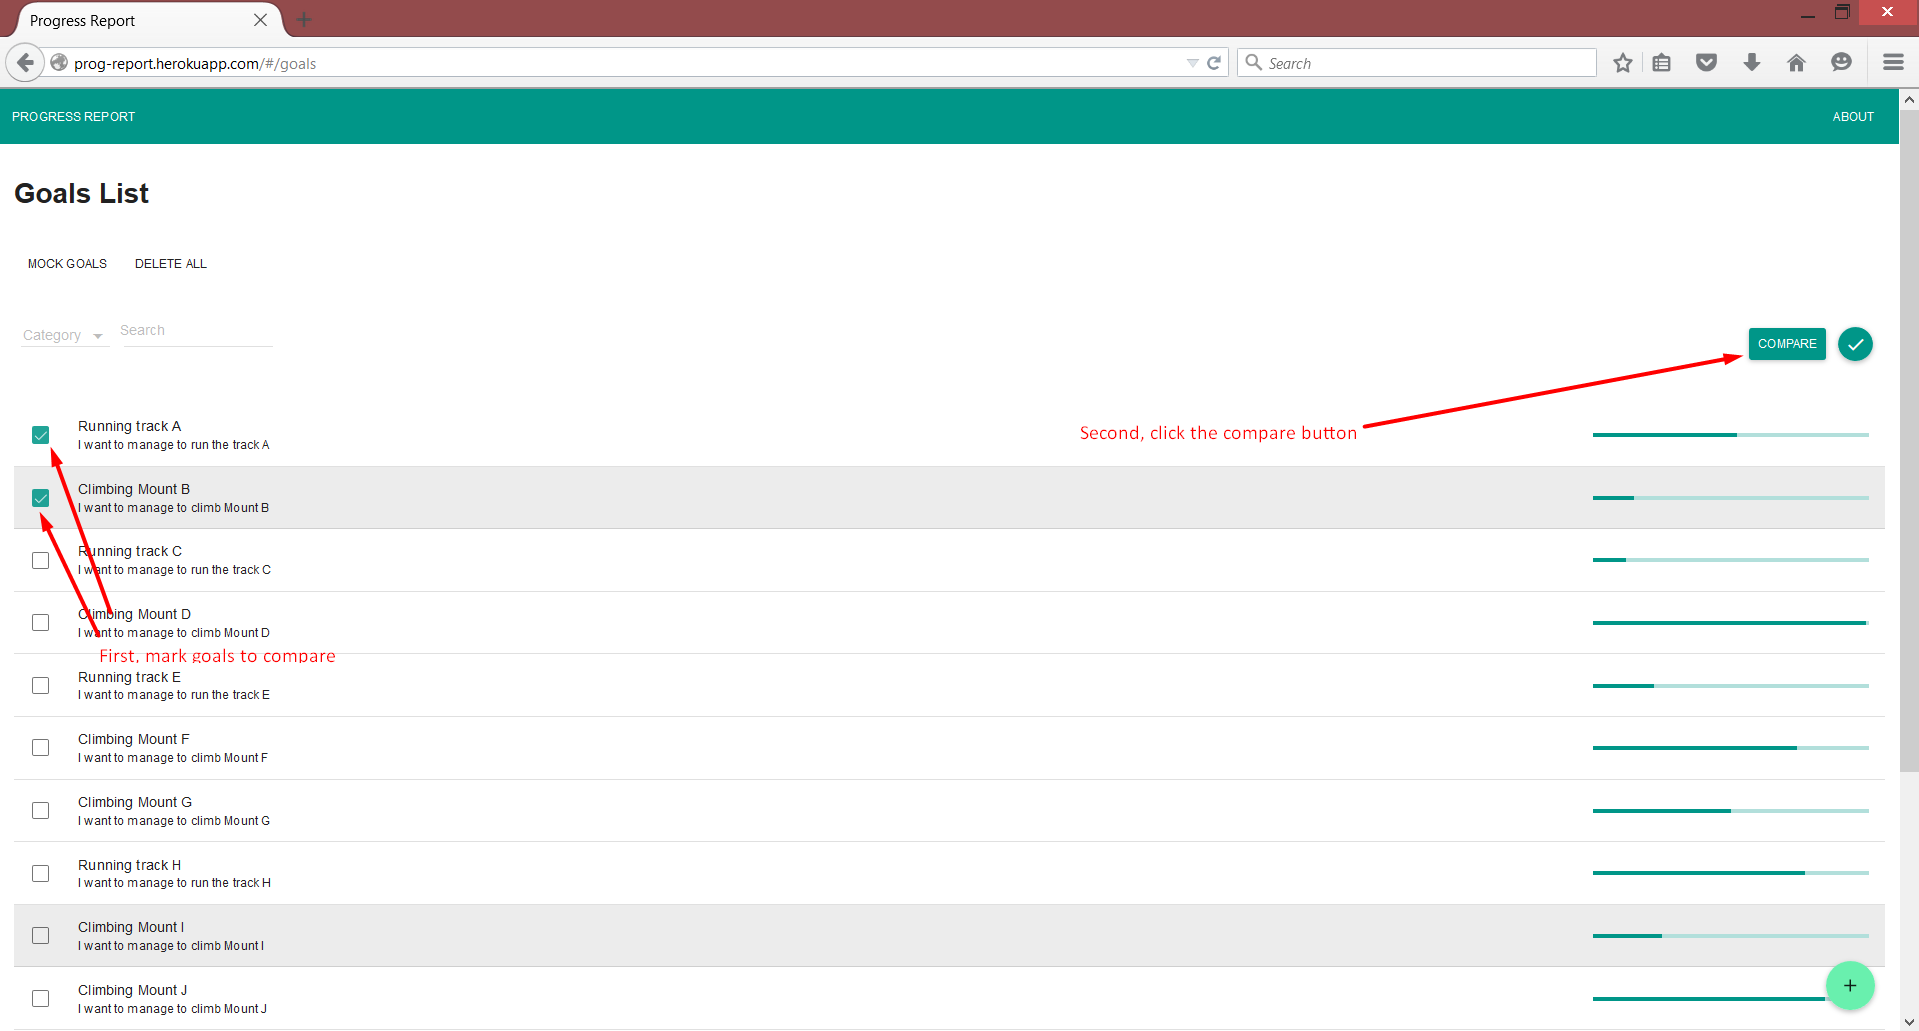 Progress Report
prog-report.herokuapp.com/#/goals
Search
PROGRESS REPORT
ABOUT
Goals List
MOCK GOALS
DELETE ALL
Category
Search
COMPARE
Running track A
I want to manage to run the track A
Second, click the compare button
Climbing Mount B
I want to manage to climb Mount B
Running track C
I want to manage to run the track C
Climbing Mount D
I want to manage to climb Mount D
First, mark goals to compare
Running track E
I want to manage to run the track E
Climbing Mount F
I want to manage to climb Mount F
Climbing Mount G
I want to manage to climb Mount G
Running track H
I want to manage to run the track H
Climbing Mount I
I want to manage to climb Mount I
Climbing Mount J
I want to manage to climb Mount J